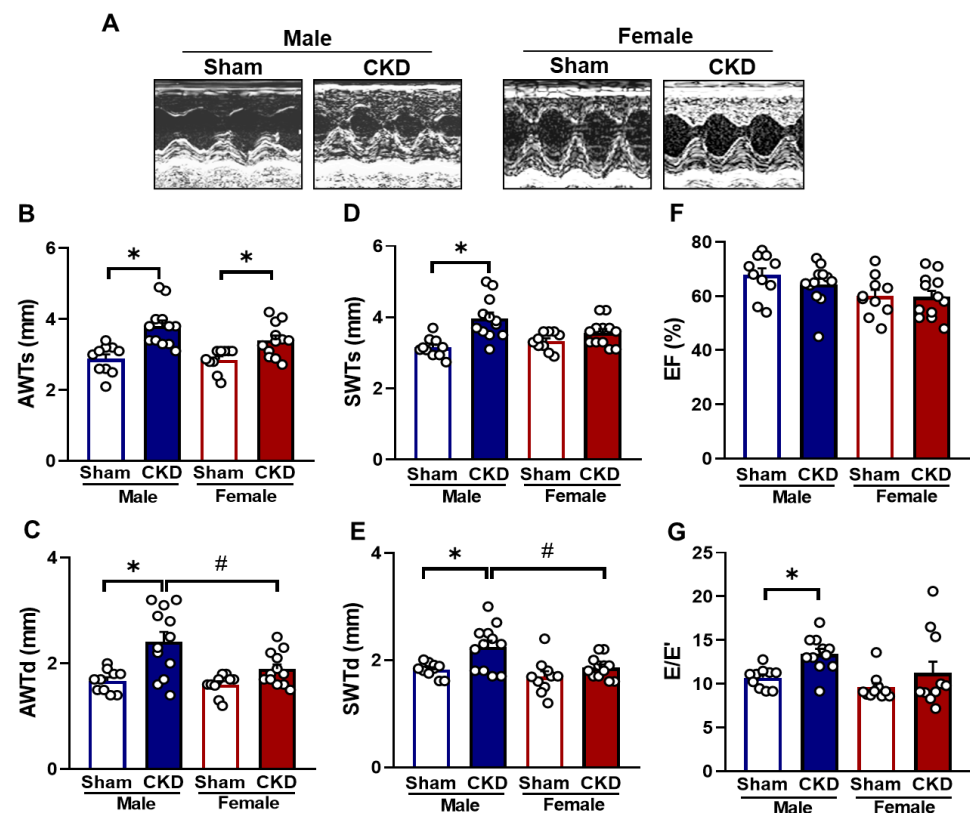 A
Male Female
Sham CKD Sham CKD
B
AWTs (mm)
6
4
2
0
*
*
Sham CKD Sham CKD
Male Female
D
SWTs (mm)
6
4
2
0
*
Sham CKD Sham CKD
Male Female
F
EF (%)
80
60
40
20
0
Sham CKD Sham CKD
Male Female
C
AWTd (mm)
4
2
0
*
#
Sham CKD Sham CKD
Male Female
E
SWTd (mm)
4
2
0
*
#
Sham CKD Sham CKD
Male Female
G
E/E'
25
20
15
10
5
0
*
Sham CKD Sham CKD
Male Female